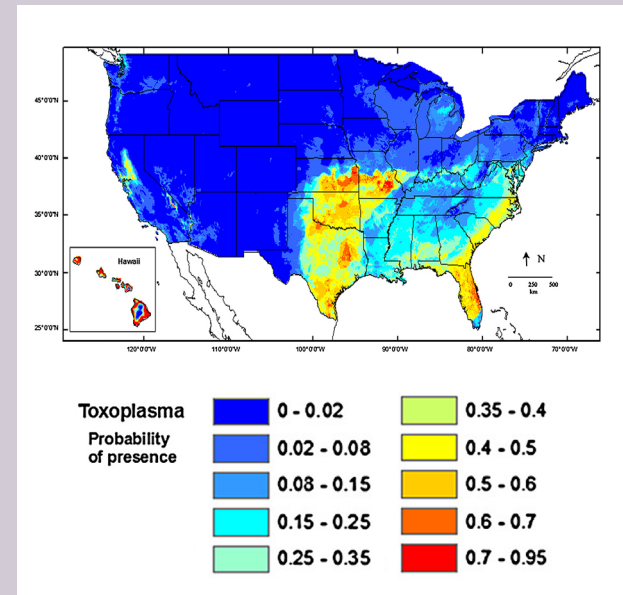 45°0'0"N
40°0'0"N
35°0'0"N
30°0'0"N
25°0'0"N
Hawaii
N
0 250 500
km
120°0'0"W 110°0'0"W 100°0'0"W 90°0'0"W 80°0'0"W 70°0'0"W
Toxoplasma
Probability
of presence
0 - 0.02
0.02 - 0.08
0.08 - 0.15
0.15 - 0.25
0.25 - 0.35
0.35 - 0.4
0.4 - 0.5
0.5 - 0.6
0.6 - 0.7
0.7 - 0.95